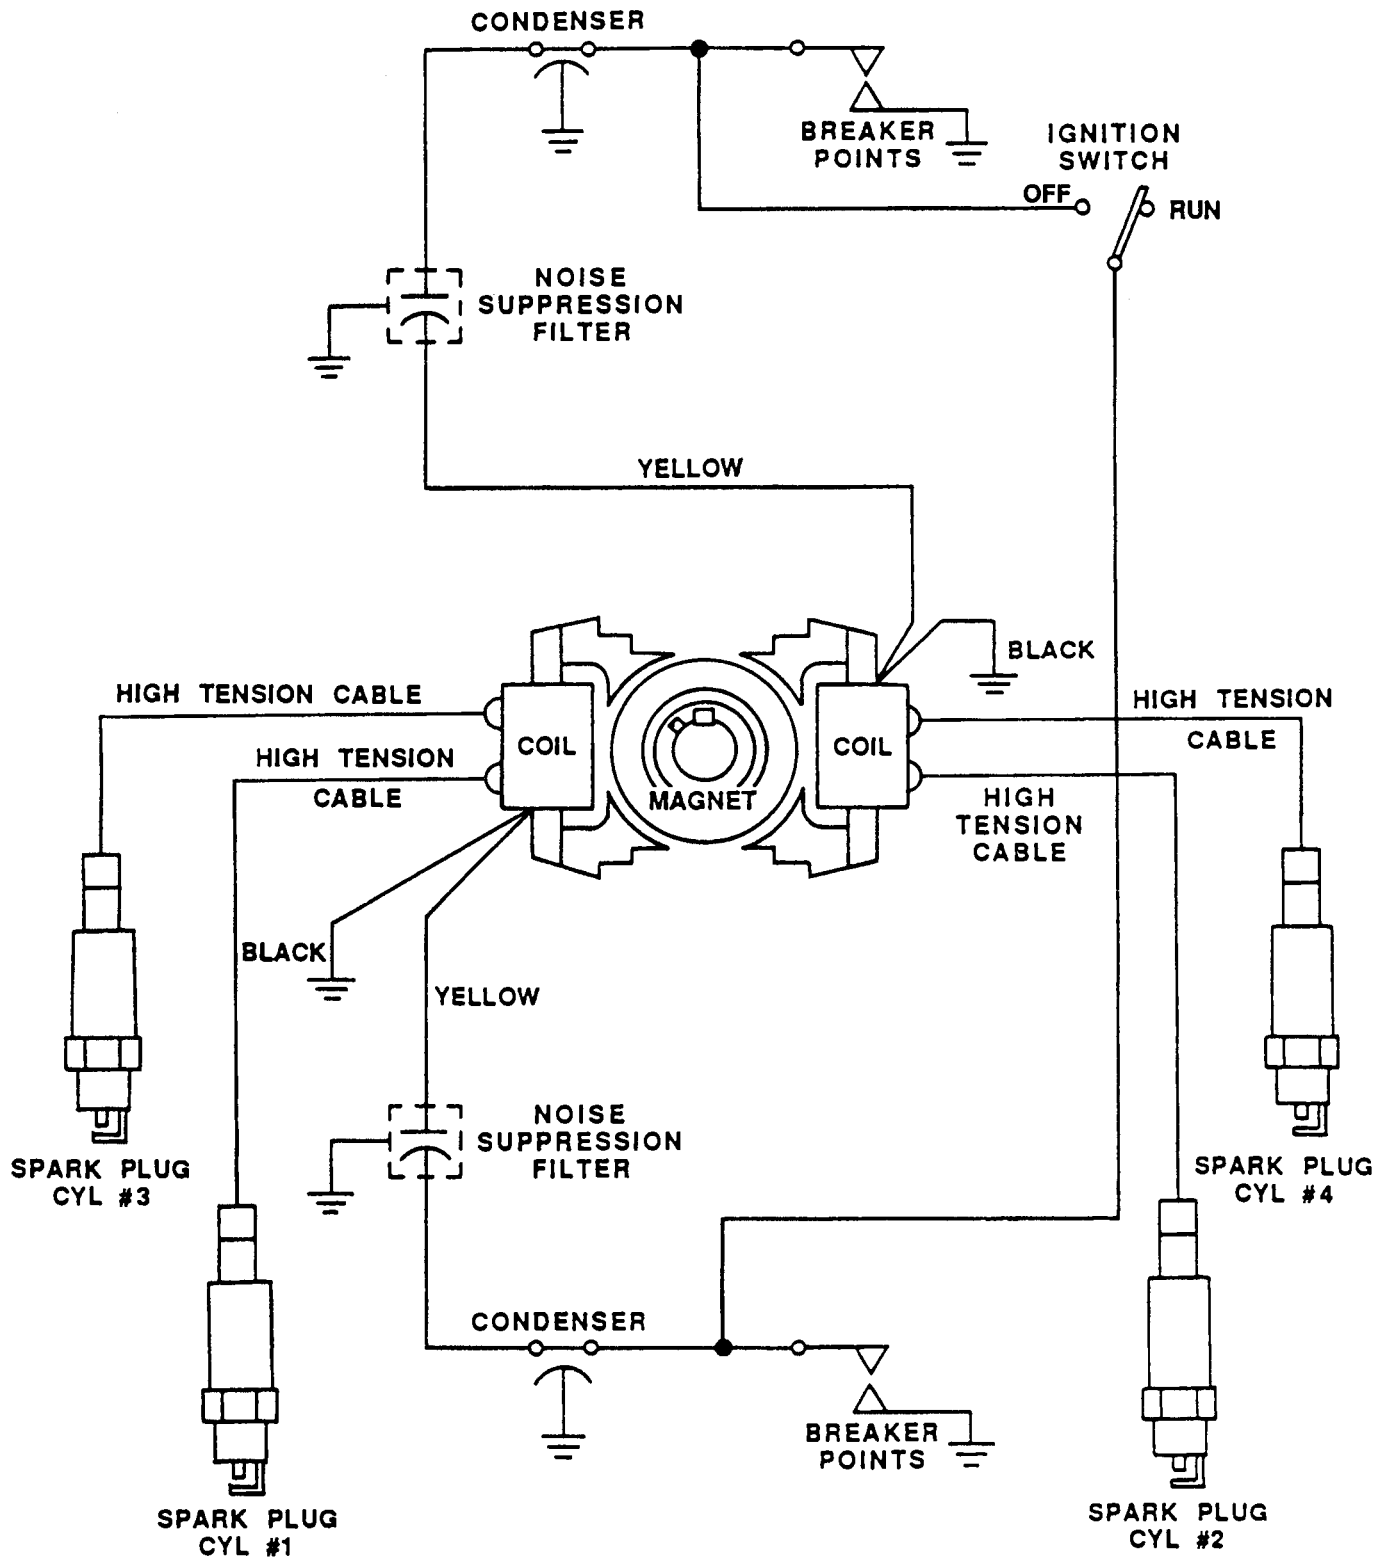 CONDENSER
BREAKER
POINTS
IGNITION
SWITCH
OFF
RUN
NOISE
SUPPRESSION
FILTER
YELLOW
BLACK
HIGH TENSION CABLE
HIGH TENSION
CABLE
COIL
MAGNET
COIL
HIGH TENSION
CABLE
HIGH
TENSION
CABLE
BLACK
YELLOW
NOISE
SUPPRESSION
FILTER
SPARK PLUG
CYL #3
SPARK PLUG
CYL #4
CONDENSER
BREAKER
POINTS
SPARK PLUG
CYL #1
SPARK PLUG
CYL #2